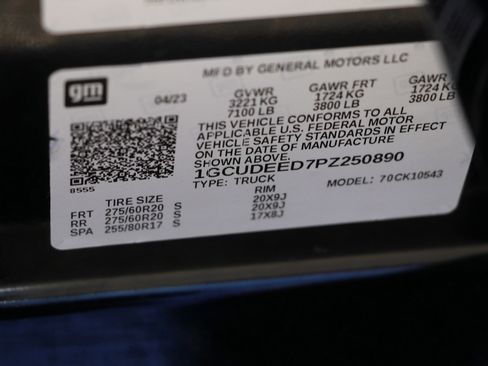 MFD BY GENERAL MOTORS LLC
gm
04/23
GVWR GAWR FRT GAWR
3221 KG 1724 KG 1724 KG
7100 LB 3800 LB 3800 LB
THIS VEHICLE CONFORMS TO ALL
APPLICABLE U.S. FEDERAL MOTOR
VEHICLE SAFETY STANDARDS IN EFFECT
ON THE DATE OF MANUFACTURE
SHOWN ABOVE.
1GCUDEED7PZ250890
8555
TYPE: TRUCK MODEL: 70CK10543
TIRE SIZE RIM
FRT 275/60R20 S 20X9J
RR 275/60R20 S 20X9J
SPA 255/80R17 S 17X8J